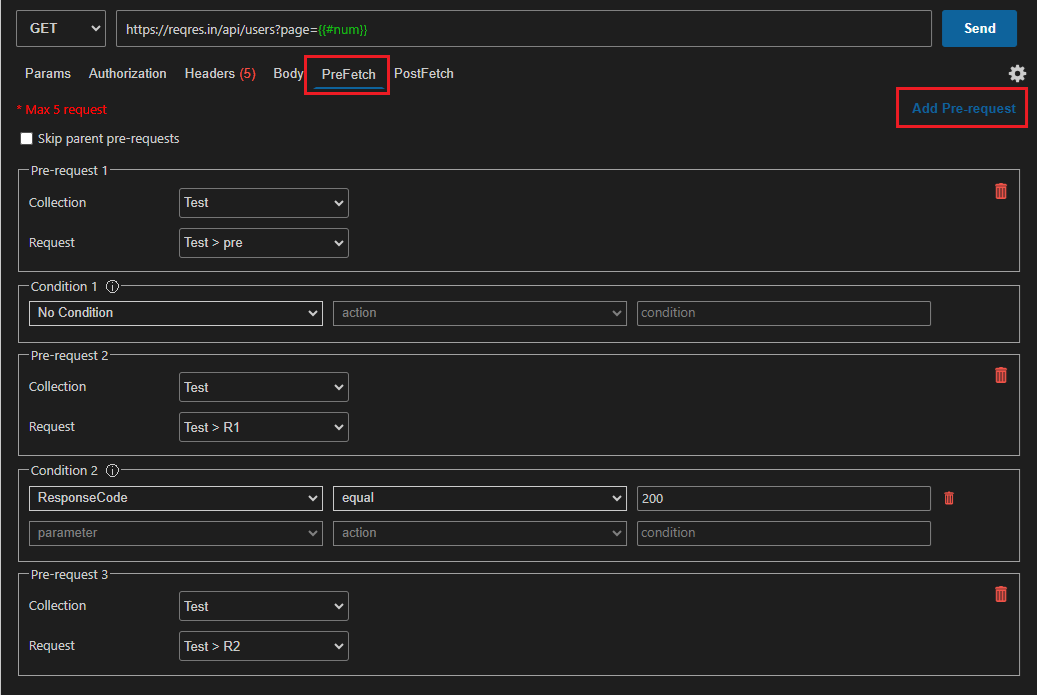 GET https://reqres.in/api/users?page={{#num}} Send
Params Authorization Headers (5) Body PreFetch PostFetch
* Max 5 request Add Pre-request
Skip parent pre-requests
Pre-request 1
Collection Test
Request Test > pre
Condition 1
No Condition action condition
Pre-request 2
Collection Test
Request Test > R1
Condition 2
ResponseCode equal 200
parameter action condition
Pre-request 3
Collection Test
Request Test > R2